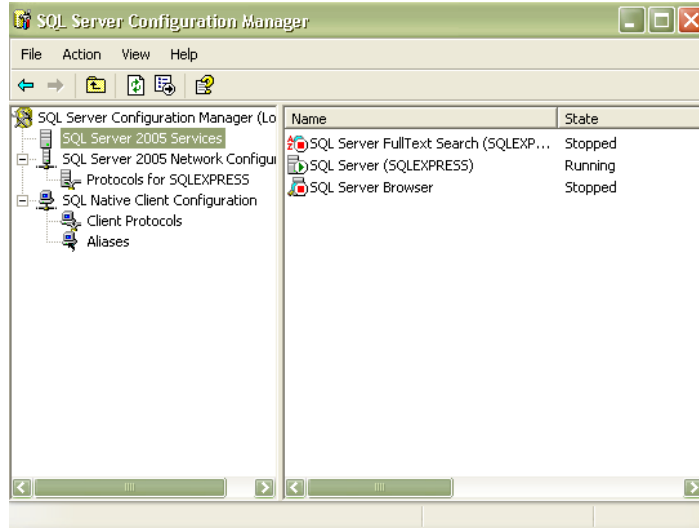 SQL Server Configuration Manager
File Action View Help
SQL Server Configuration Manager (Lo
SQL Server 2005 Services
SQL Server 2005 Network Configur
Protocols for SQLEXPRESS
SQL Native Client Configuration
Client Protocols
Aliases
Name State
SQL Server FullText Search (SQLEXP... Stopped
SQL Server (SQLEXPRESS) Running
SQL Server Browser Stopped